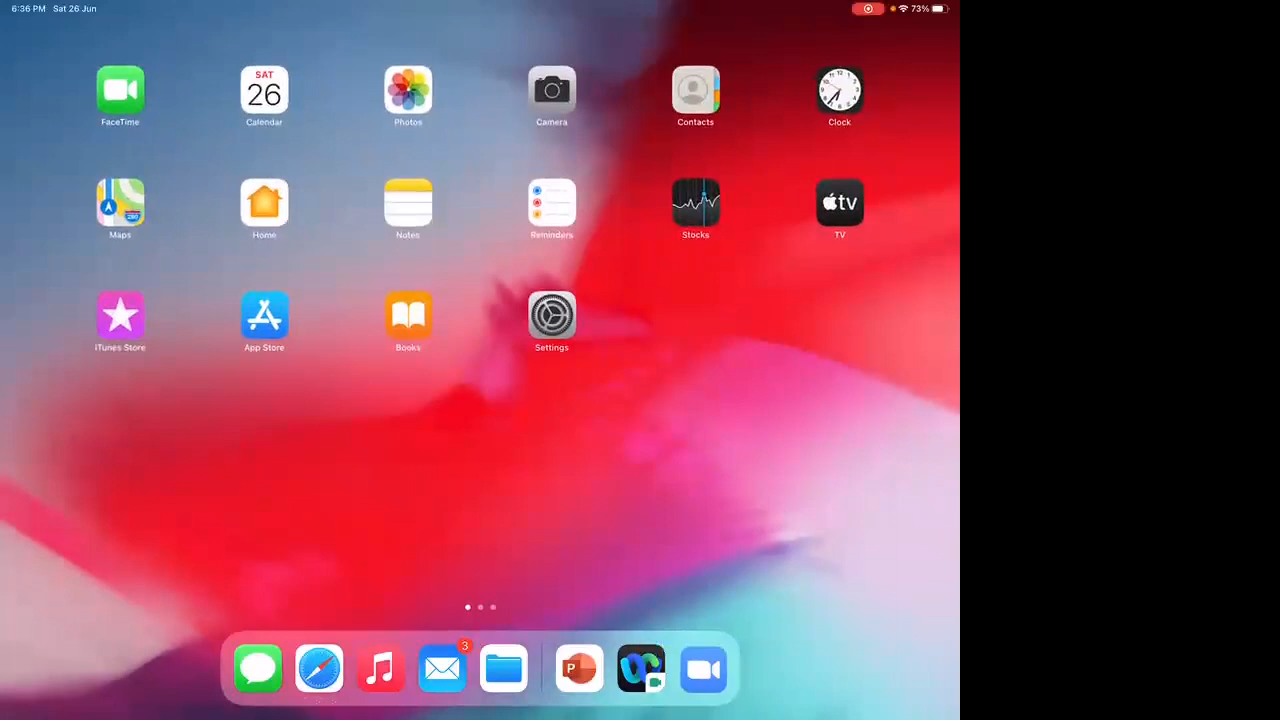 6:36 PM Sat 26 Jun 73%
SAT
26
FaceTime Calendar Photos Camera Contacts Clock
tv
Maps Home Notes Reminders Stocks TV
iTunes Store App Store Books Settings
3
P